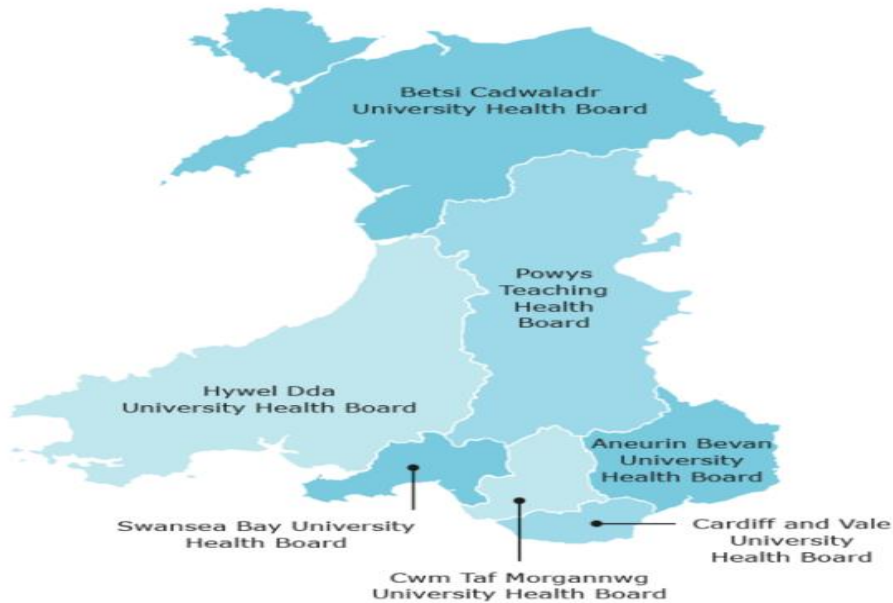 Betsi Cadwaladr
University Health Board
Powys
Teaching
Health
Board
Hywel Dda
University Health Board
Aneurin Bevan
University
Health Board
Swansea Bay University
Health Board
Cardiff and Vale
University
Health Board
Cwm Taf Morgannwg
University Health Board